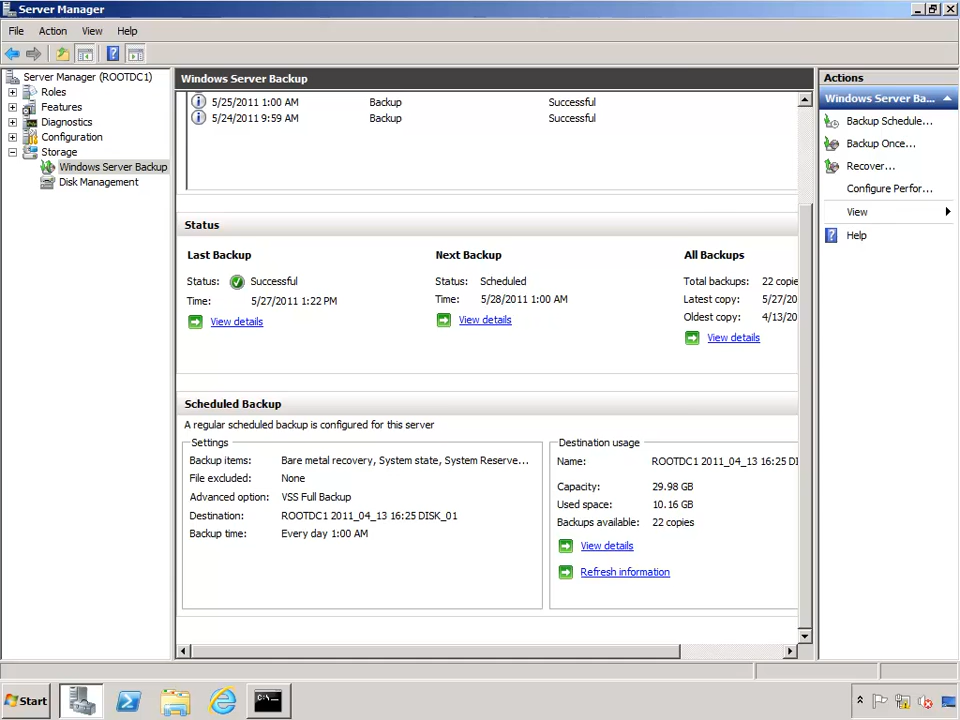 Server Manager
File Action View Help
Server Manager (ROOTDC1)
Roles
Features
Diagnostics
Configuration
Storage
Windows Server Backup
Disk Management
Windows Server Backup
5/25/2011 1:00 AM Backup Successful
5/24/2011 9:59 AM Backup Successful
Status
Last Backup
Status: Successful
Time: 5/27/2011 1:22 PM
View details
Next Backup
Status: Scheduled
Time: 5/28/2011 1:00 AM
View details
All Backups
Total backups: 22 copie
Latest copy: 5/27/20
Oldest copy: 4/13/20
View details
Scheduled Backup
A regular scheduled backup is configured for this server
Settings
Backup items: Bare metal recovery, System state, System Reserve...
File excluded: None
Advanced option: VSS Full Backup
Destination: ROOTDC1 2011_04_13 16:25 DISK_01
Backup time: Every day 1:00 AM
Destination usage
Name: ROOTDC1 2011_04_13 16:25 DI
Capacity: 29.98 GB
Used space: 10.16 GB
Backups available: 22 copies
View details
Refresh information
Actions
Windows Server Ba...
Backup Schedule...
Backup Once...
Recover...
Configure Perfor...
View
Help
Start
C:\.